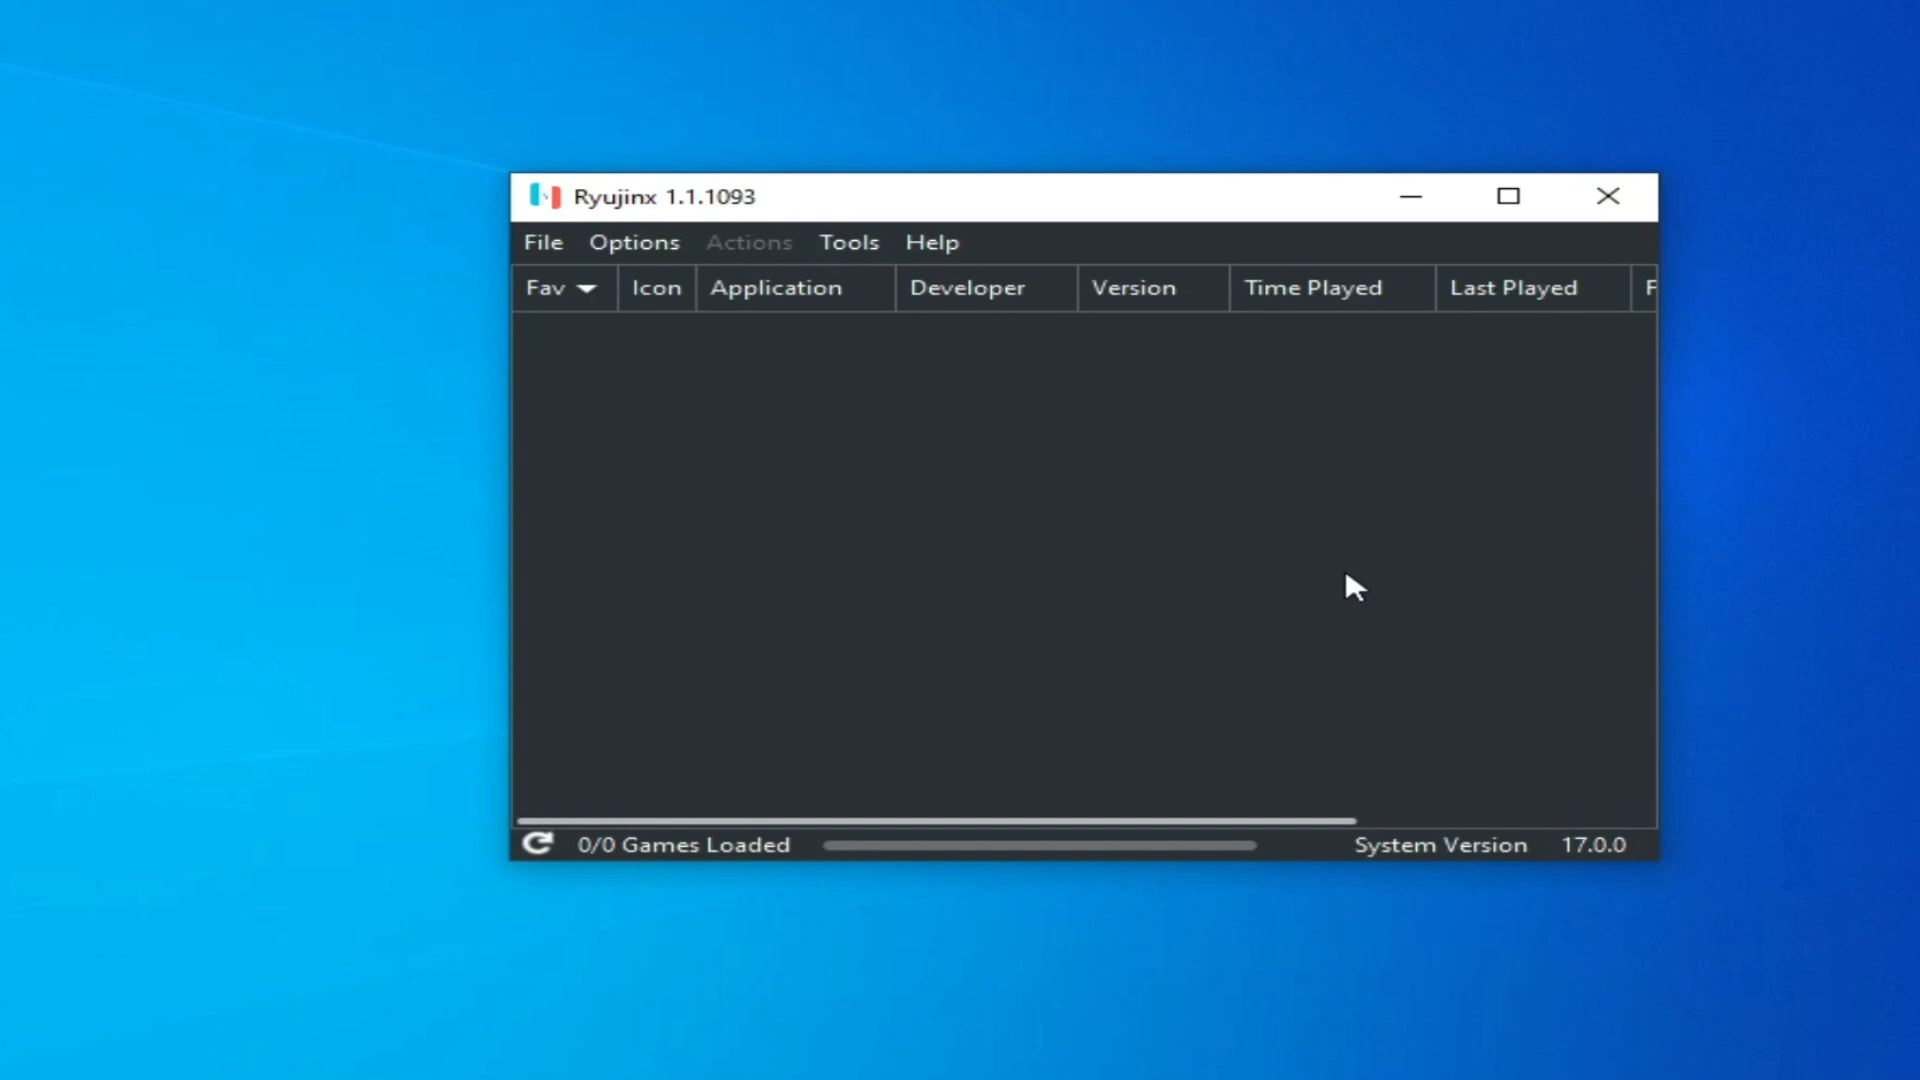 Ryujinx 1.1.1093
File Options Actions Tools Help
Fav Icon Application Developer Version Time Played Last Played F
0/0 Games Loaded System Version 17.0.0